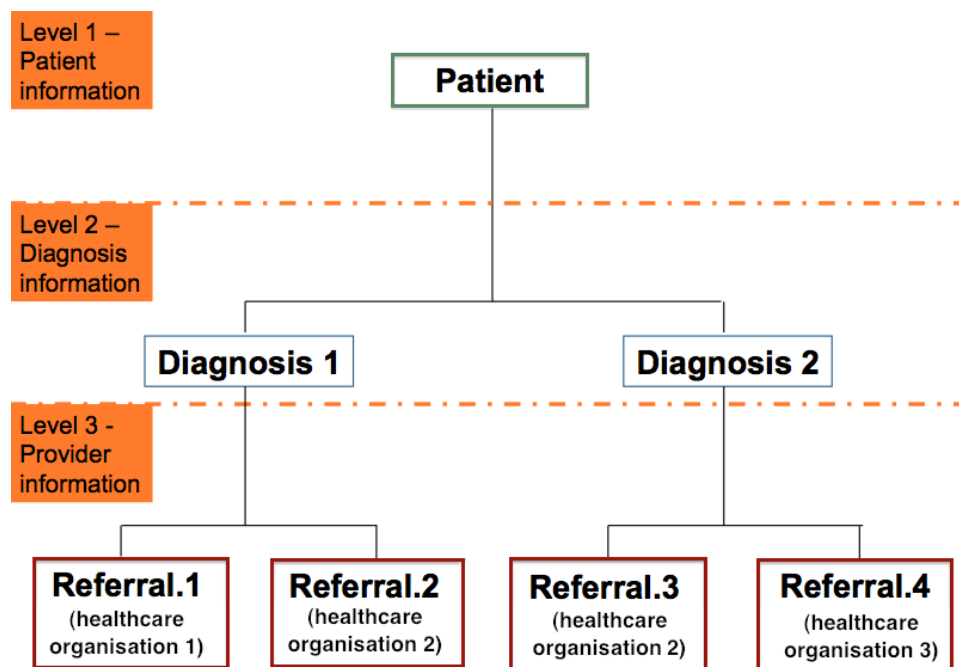 Level 1 –
Patient
information
Patient
Level 2 –
Diagnosis
information
Diagnosis 1
Diagnosis 2
Level 3 -
Provider
information
Referral.1
(healthcare
organisation 1)
Referral.2
(healthcare
organisation 2)
Referral.3
(healthcare
organisation 2)
Referral.4
(healthcare
organisation 3)